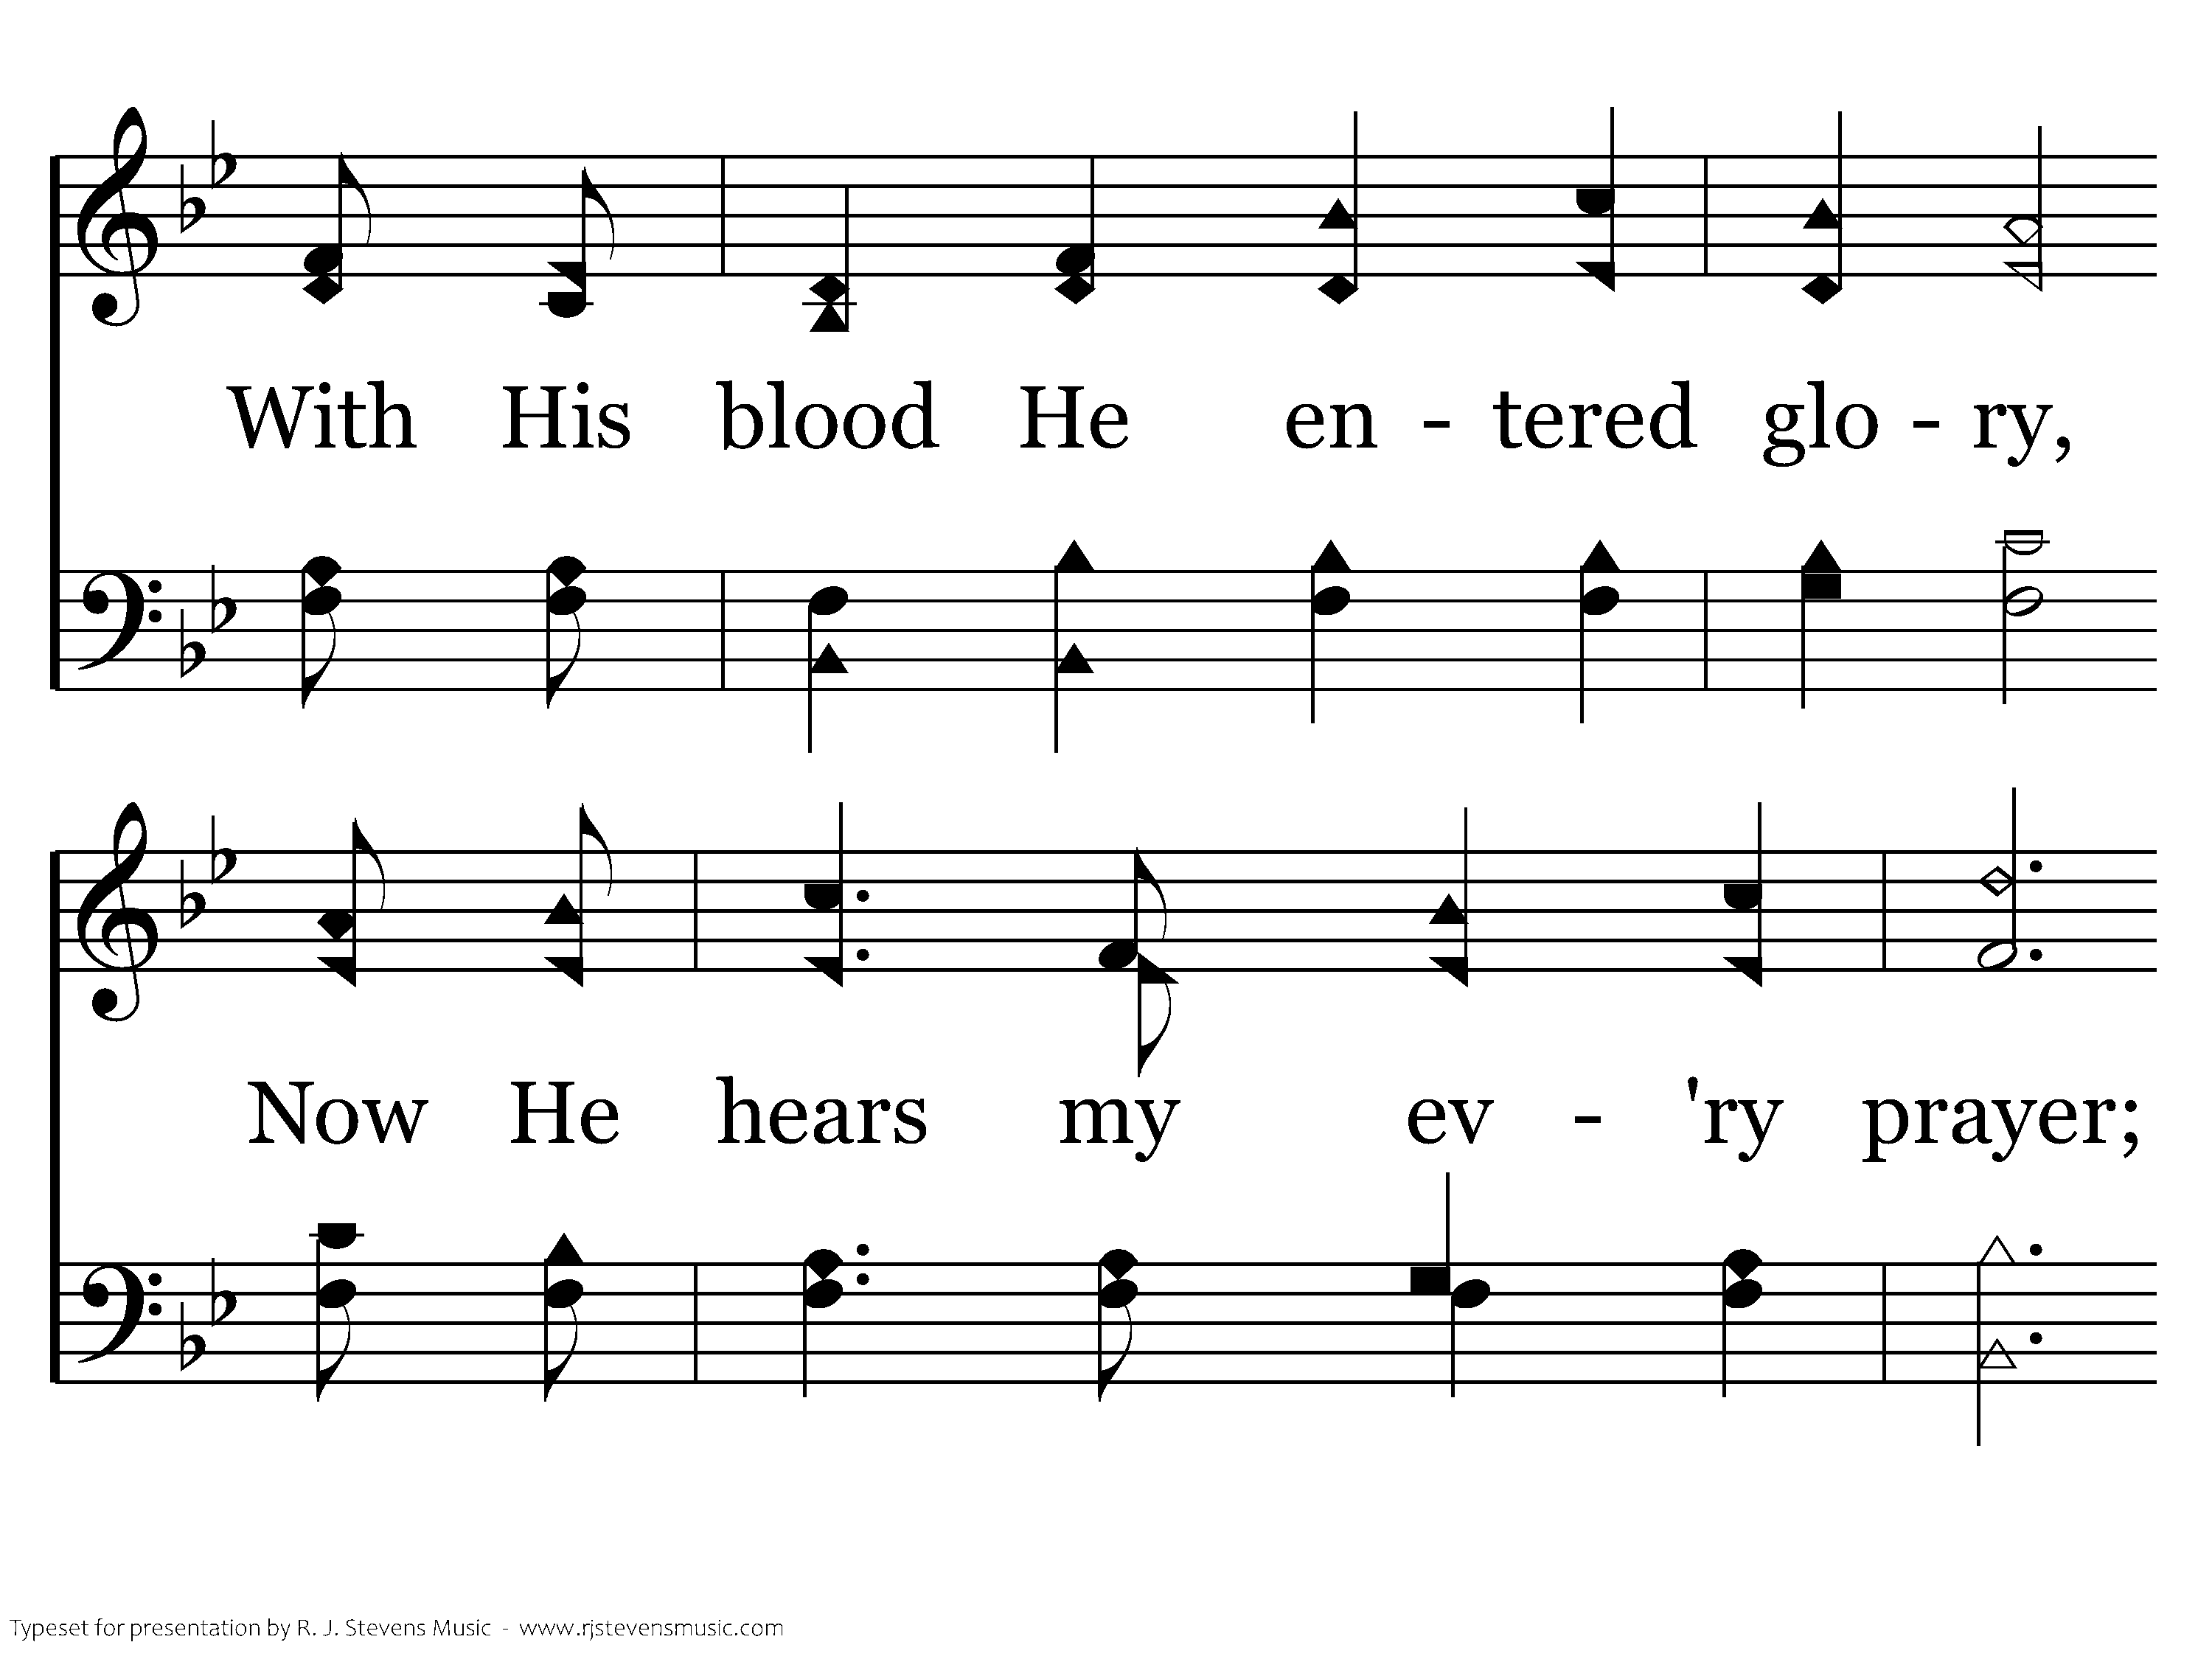 With His blood He en - tered glo - ry,
Now He hears my ev - 'ry prayer;
Typeset for presentation by R. J. Stevens Music - www.rjstevensmusic.com